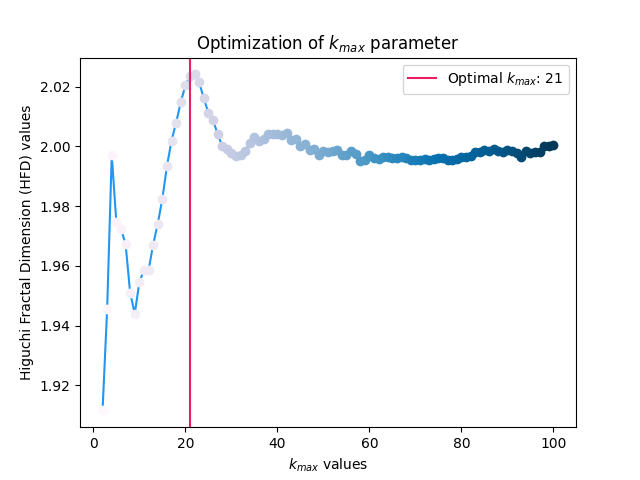 Optimization of $k_{max}$ parameter
Optimal $k_{max}$: 21
Higuchi Fractal Dimension (HFD) values
2.02
2.00
1.98
1.96
1.94
1.92
0 20 40 60 80 100
$k_{max}$ values